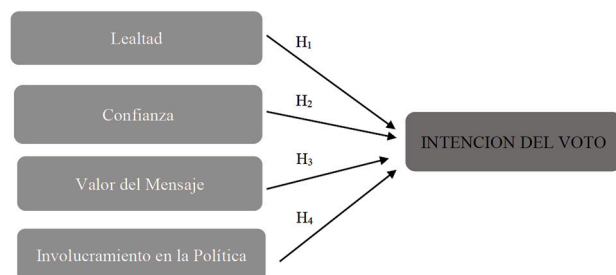 Lealtad
H₁
Confianza
H₂
INTENCION DEL VOTO
Valor del Mensaje
H₃
Involucramiento en la Política
H₄